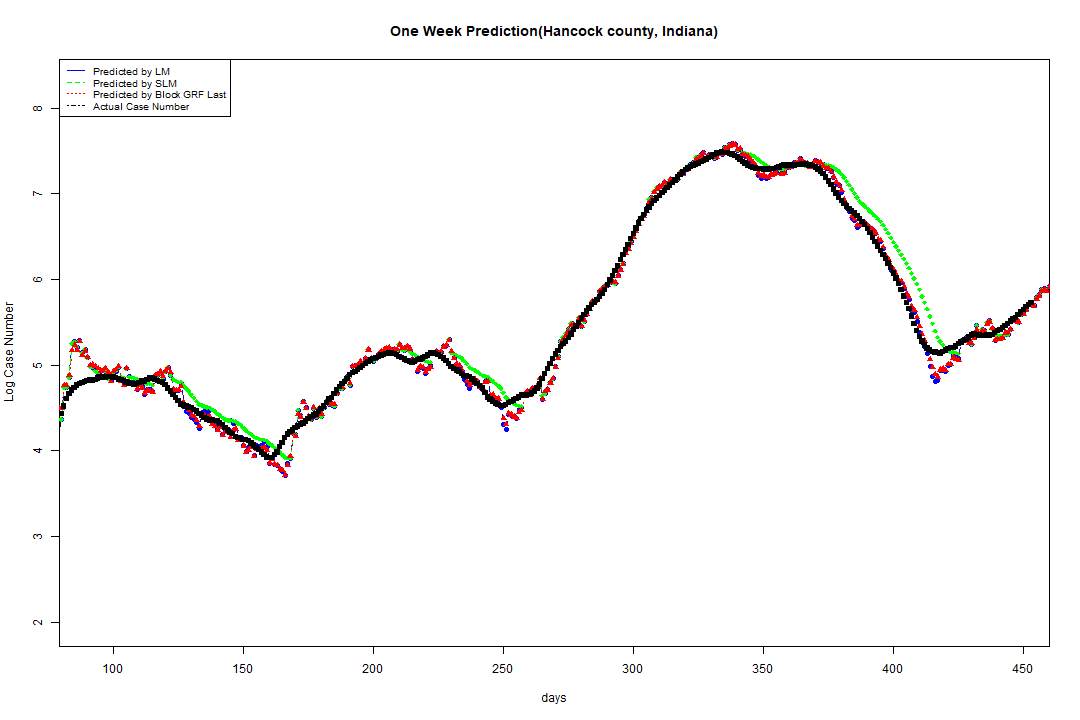 One Week Prediction(Hancock county, Indiana)
Predicted by LM
Predicted by SLM
Predicted by Block GRF Last
Actual Case Number
8
7
6
5
4
3
2
Log Case Number
100 150 200 250 300 350 400 450
days